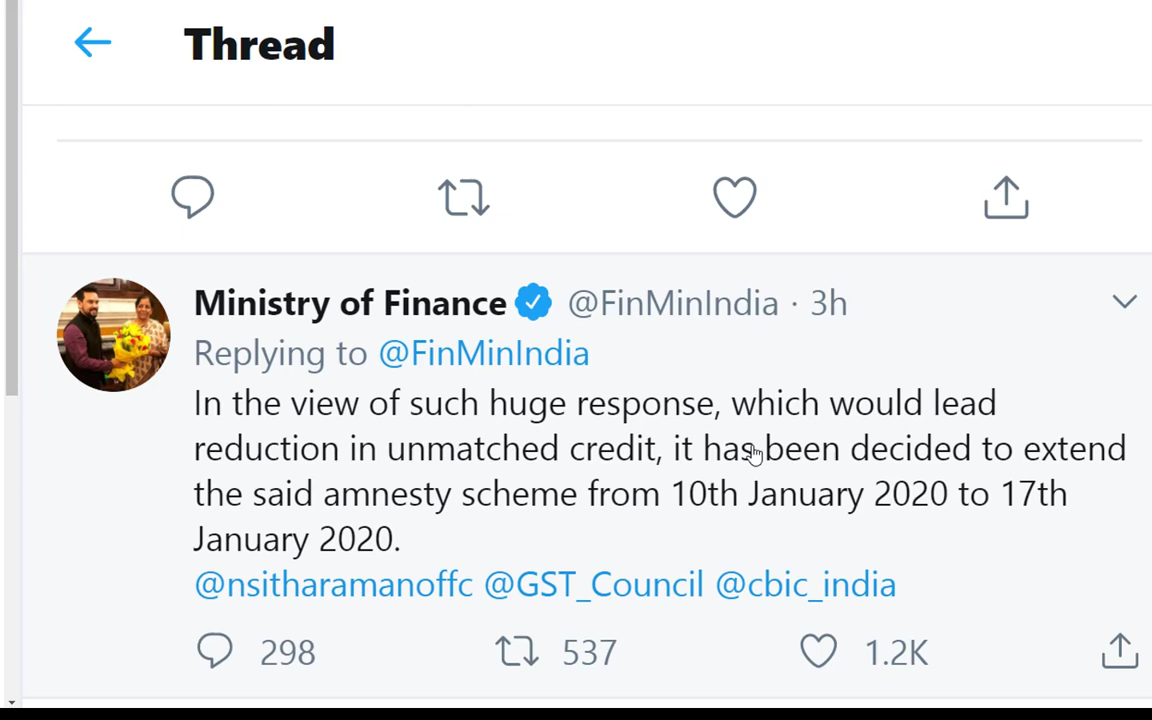 Thread
Ministry of Finance @FinMinIndia · 3h
Replying to @FinMinIndia
In the view of such huge response, which would lead
reduction in unmatched credit, it has been decided to extend
the said amnesty scheme from 10th January 2020 to 17th
January 2020.
@nsitharamanoffc @GST_Council @cbic_india
298 537 1.2K